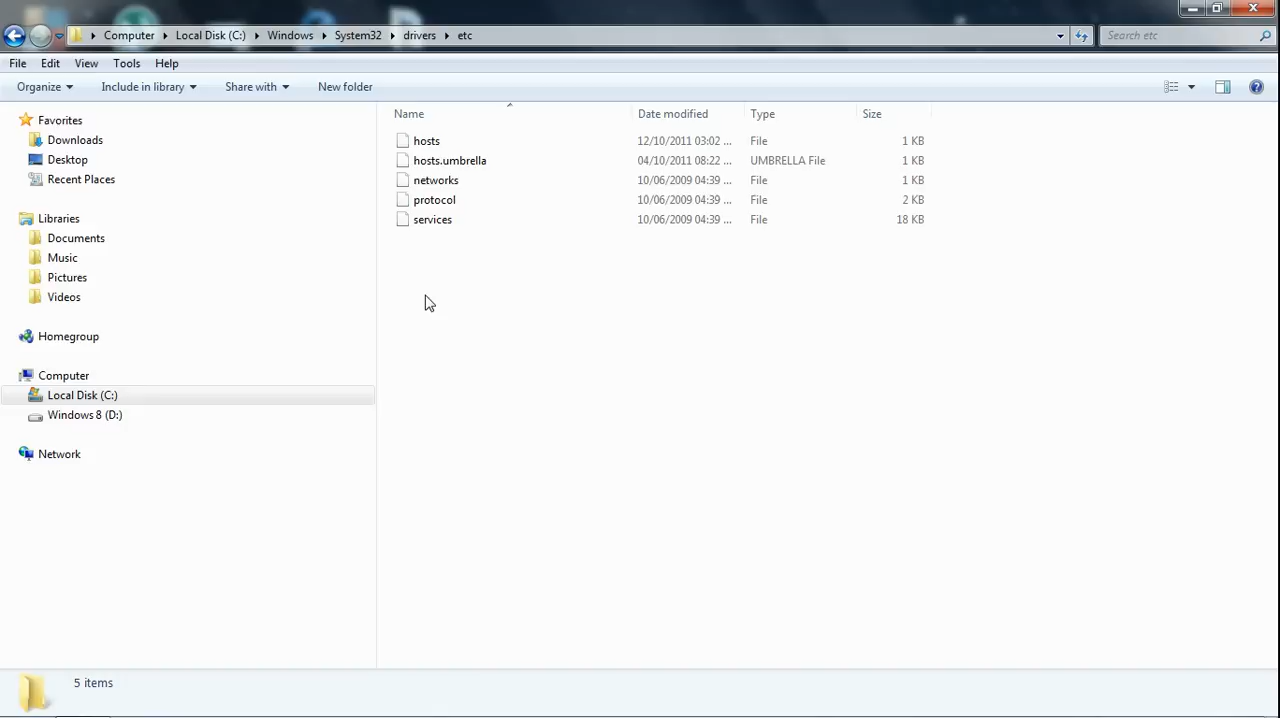 Computer Local Disk (C:) Windows System32 drivers etc Search etc
File Edit View Tools Help
Organize Include in library Share with New folder
Name Date modified Type Size
Favorites
Downloads
Desktop
Recent Places
Libraries
Documents
Music
Pictures
Videos
Homegroup
Computer
Local Disk (C:)
Windows 8 (D:)
Network
hosts 12/10/2011 03:02 ... File 1 KB
hosts.umbrella 04/10/2011 08:22 ... UMBRELLA File 1 KB
networks 10/06/2009 04:39 ... File 1 KB
protocol 10/06/2009 04:39 ... File 2 KB
services 10/06/2009 04:39 ... File 18 KB
5 items